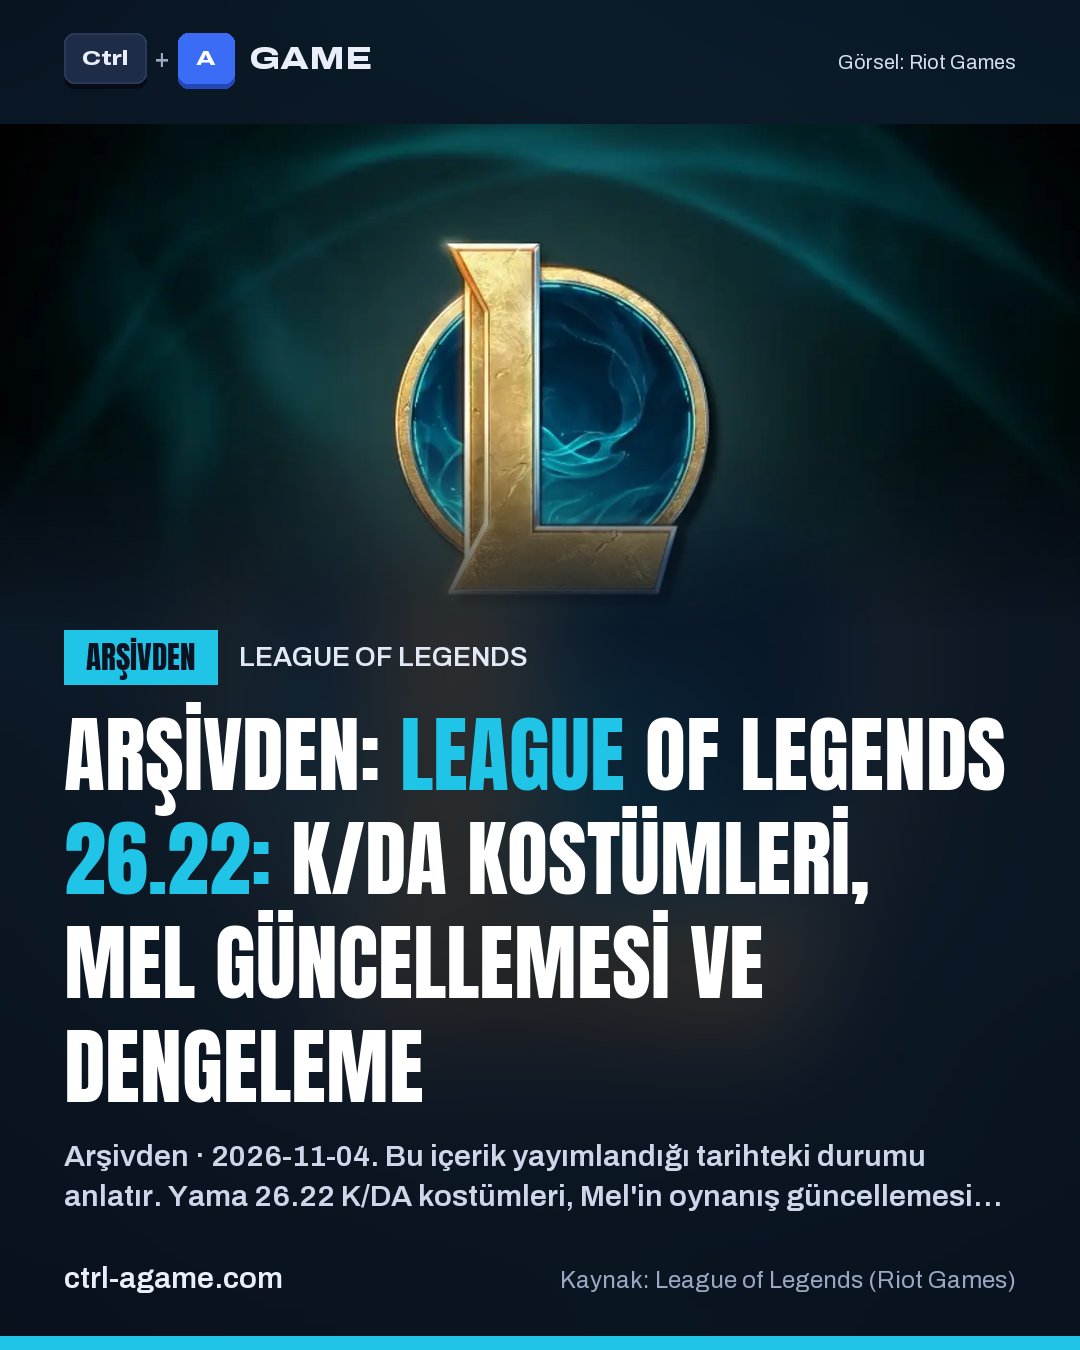 Ctrl + A GAME
Görsel: Riot Games
ARŞİVDEN LEAGUE OF LEGENDS
ARŞİVDEN: LEAGUE OF LEGENDS
26.22: K/DA KOSTÜMLERİ,
MEL GÜNCELLEMESİ VE
DENGELEME
Arşivden · 2026-11-04. Bu içerik yayımlandığı tarihteki durumu
anlatır. Yama 26.22 K/DA kostümleri, Mel'in oynanış güncellemesi...
ctrl-agame.com
Kaynak: League of Legends (Riot Games)